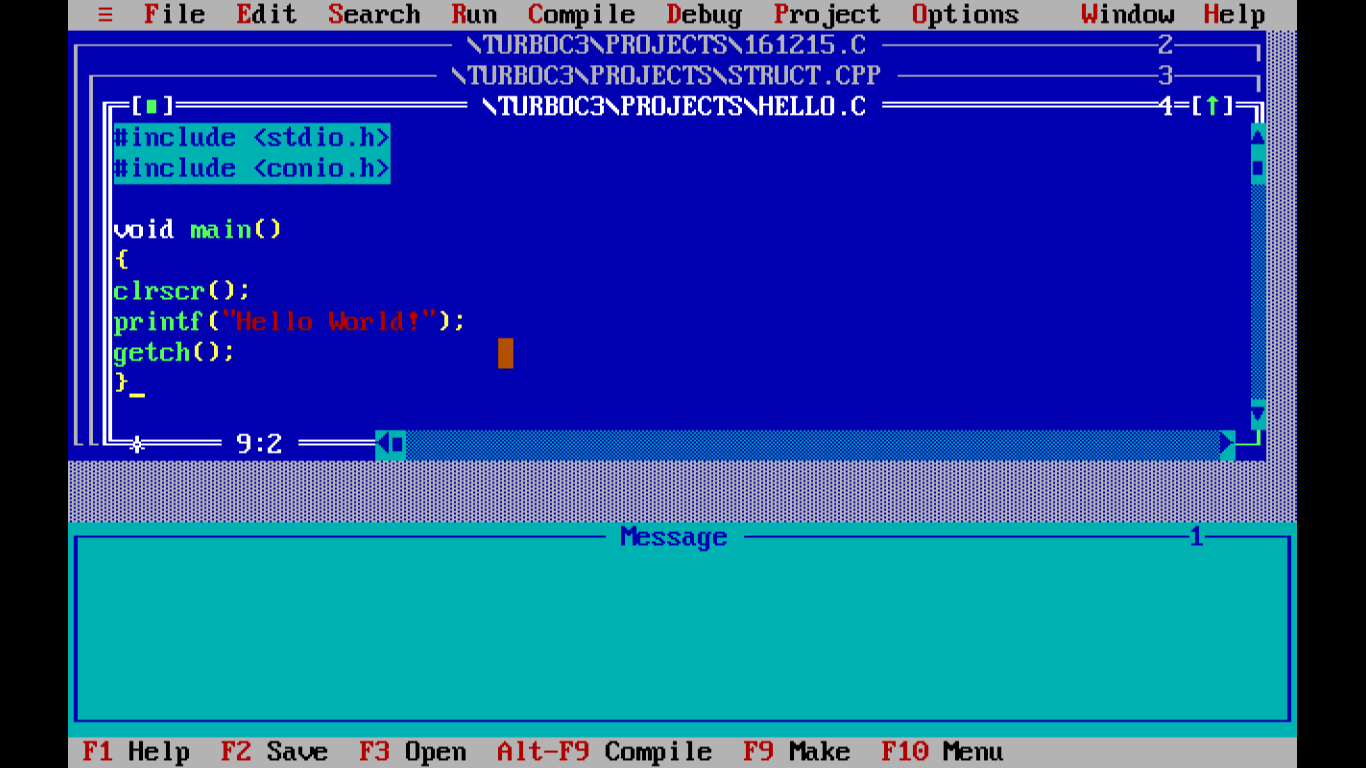 ≡ File Edit Search Run Compile Debug Project Options Window Help
\TURBOC3\PROJECTS\161215.C 2
\TURBOC3\PROJECTS\STRUCT.CPP 3
[■] \TURBOC3\PROJECTS\HELLO.C 4=[↑]
#include <stdio.h>
#include <conio.h>
void main()
{
clrscr();
printf("Hello World!");
getch();
}
9:2
Message 1
F1 Help F2 Save F3 Open Alt-F9 Compile F9 Make F10 Menu